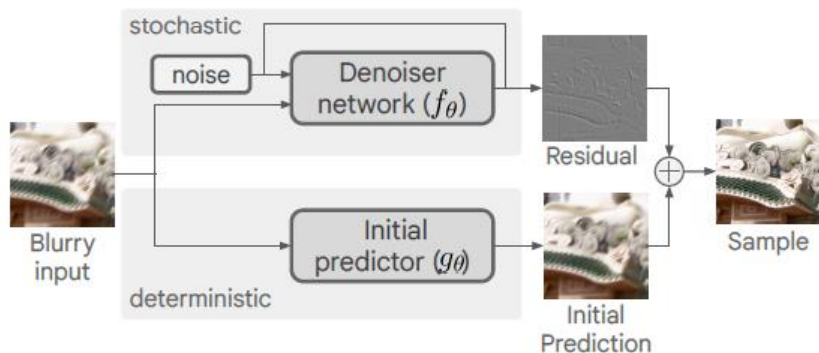 stochastic
noise
Denoiser
network (fθ)
Residual
Blurry
input
Initial
predictor (gθ)
deterministic
Initial
Prediction
Sample